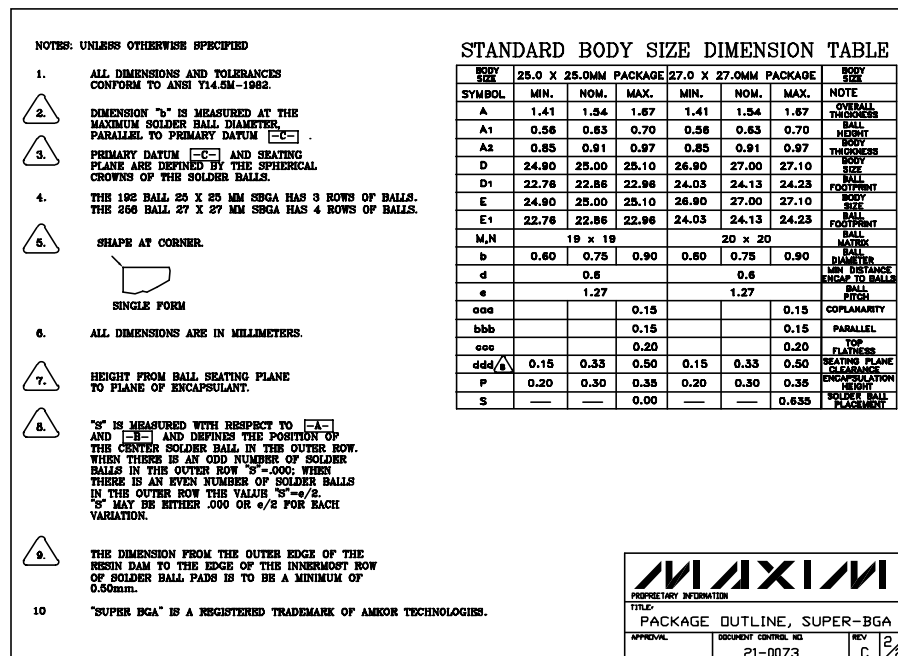 NOTES: UNLESS OTHERWISE SPECIFIED
1. ALL DIMENSIONS AND TOLERANCES
CONFORM TO ANSI Y14.5M-1982.
2. DIMENSION "b" IS MEASURED AT THE
MAXIMUM SOLDER BALL DIAMETER,
PARALLEL TO PRIMARY DATUM -C- .
3. PRIMARY DATUM -C- AND SEATING
PLANE ARE DEFINED BY THE SPHERICAL
CROWNS OF THE SOLDER BALLS.
4. THE 192 BALL 25 X 25 MM SBGA HAS 3 ROWS OF BALLS.
THE 256 BALL 27 X 27 MM SBGA HAS 4 ROWS OF BALLS.
5. SHAPE AT CORNER.
SINGLE FORM
6. ALL DIMENSIONS ARE IN MILLIMETERS.
7. HEIGHT FROM BALL SEATING PLANE
TO PLANE OF ENCAPSULANT.
8. "S" IS MEASURED WITH RESPECT TO -A-
AND -B- AND DEFINES THE POSITION OF
THE CENTER SOLDER BALL IN THE OUTER ROW.
WHEN THERE IS AN ODD NUMBER OF SOLDER
BALLS IN THE OUTER ROW "S"=.000; WHEN
THERE IS AN EVEN NUMBER OF SOLDER BALLS
IN THE OUTER ROW THE VALUE "S"=e/2.
"S" MAY BE EITHER .000 OR e/2 FOR EACH
VARIATION.
9. THE DIMENSION FROM THE OUTER EDGE OF THE
RESIN DAM TO THE EDGE OF THE INNERMOST ROW
OF SOLDER BALL PADS IS TO BE A MINIMUM OF
0.50mm.
10 "SUPER BGA" IS A REGISTERED TRADEMARK OF AMKOR TECHNOLOGIES.
STANDARD BODY SIZE DIMENSION TABLE
BODY SIZE 25.0 X 25.0MM PACKAGE 27.0 X 27.0MM PACKAGE BODY SIZE
SYMBOL MIN. NOM. MAX. MIN. NOM. MAX. NOTE
A 1.41 1.54 1.67 1.41 1.54 1.67 OVERALL THICKNESS
A1 0.56 0.63 0.70 0.56 0.63 0.70 BALL HEIGHT
A2 0.85 0.91 0.97 0.85 0.91 0.97 BODY THICKNESS
D 24.90 25.00 25.10 26.90 27.00 27.10 BODY SIZE
D1 22.76 22.86 22.96 24.03 24.13 24.23 BALL FOOTPRINT
E 24.90 25.00 25.10 26.90 27.00 27.10 BODY SIZE
E1 22.76 22.86 22.96 24.03 24.13 24.23 BALL FOOTPRINT
M,N 19 x 19 20 x 20 BALL MATRIX
b 0.60 0.75 0.90 0.60 0.75 0.90 BALL DIAMETER
d 0.6 0.6 MIN DISTANCE ENCAP TO BALLS
e 1.27 1.27 BALL PITCH
aaa 0.15 0.15 COPLANARITY
bbb 0.15 0.15 PARALLEL
ccc 0.20 0.20 TOP FLATNESS
ddd 0.15 0.33 0.50 0.15 0.33 0.50 SEATING PLANE CLEARANCE
P 0.20 0.30 0.35 0.20 0.30 0.35 ENCAPSULATION HEIGHT
S — — 0.00 — — 0.635 SOLDER BALL PLACEMENT
MAXIM
PROPRIETARY INFORMATION
TITLE:
PACKAGE OUTLINE, SUPER-BGA
APPROVAL DOCUMENT CONTROL NO. REV
21-0073 C 2/